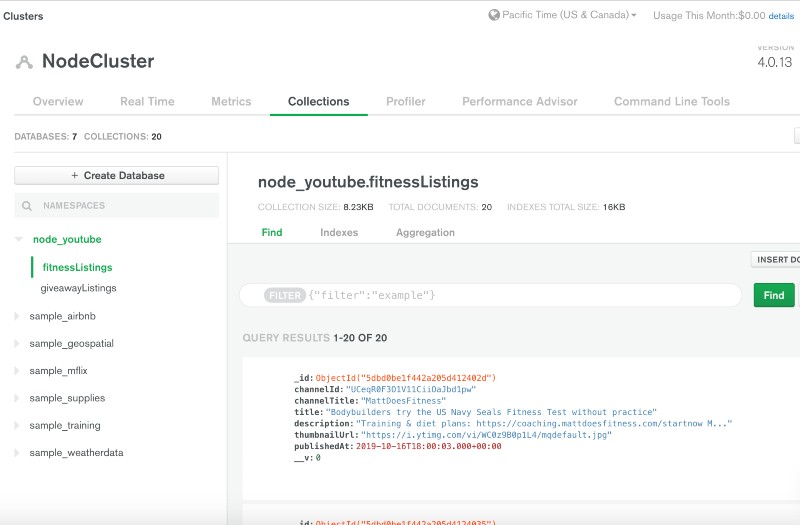 Clusters
Pacific Time (US & Canada)
Usage This Month:$0.00 details
NodeCluster
VERSION
4.0.13
Overview Real Time Metrics Collections Profiler Performance Advisor Command Line Tools
DATABASES: 7 COLLECTIONS: 20
+ Create Database
NAMESPACES
node_youtube
fitnessListings
giveawayListings
sample_airbnb
sample_geospatial
sample_mflix
sample_supplies
sample_training
sample_weatherdata
node_youtube.fitnessListings
COLLECTION SIZE: 8.23KB TOTAL DOCUMENTS: 20 INDEXES TOTAL SIZE: 16KB
Find Indexes Aggregation
INSERT DO
FILTER {"filter":"example"}
Find
QUERY RESULTS 1-20 OF 20
_id: ObjectId("5dbd0be1f442a205d412402d")
channelId: "UCeqR0F3O1V11CiiOaJbd1pw"
channelTitle: "MattDoesFitness"
title: "Bodybuilders try the US Navy Seals Fitness Test without practice"
description: "Training & diet plans: https://coaching.mattdoesfitness.com/startnow M..."
thumbnailUrl: "https://i.ytimg.com/vi/WC0z9B0p1L4/mqdefault.jpg"
publishedAt: 2019-10-16T18:00:03.000+00:00
__v: 0
_id: ObjectId("5dbd0be1f442a205d4124035")